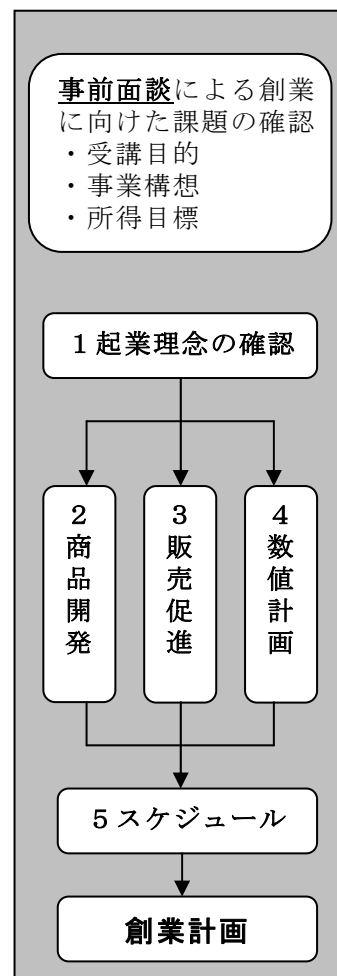 事前面談による創業
に向けた課題の確認
・受講目的
・事業構想
・所得目標
1起業理念の確認
2商品開発
3販売促進
4数値計画
5スケジュール
創業計画